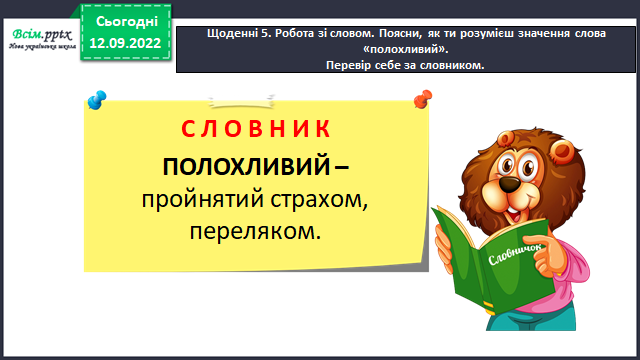 Всім.pptx
Нова українська школа
Сьогодні
12.09.2022
Щоденні 5. Робота зі словом. Поясни, як ти розумієш значення слова
«полохливий».
Перевір себе за словником.
С Л О В Н И К
ПОЛОХЛИВИЙ –
пройнятий страхом,
переляком.
Словничок